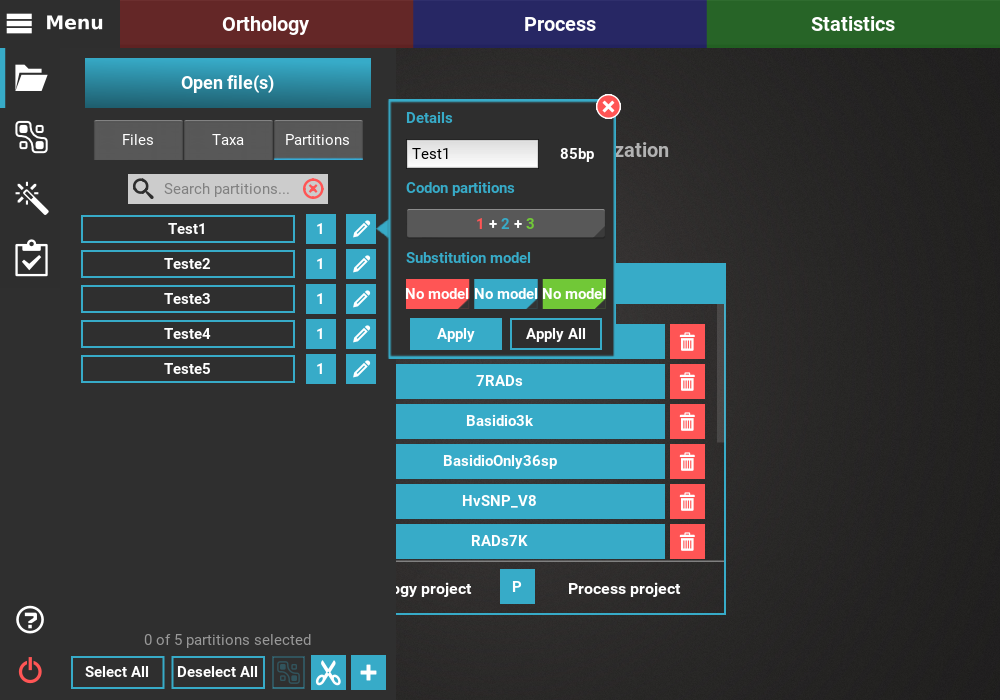 Menu
Orthology
Process
Statistics
Open file(s)
Files
Taxa
Partitions
Search partitions...
Test1
1
Teste2
1
Teste3
1
Teste4
1
Teste5
1
Details
Test1
85bp
Codon partitions
1 + 2 + 3
Substitution model
No model
No model
No model
Apply
Apply All
zation
7RADs
Basidio3k
BasidioOnly36sp
HvSNP_V8
RADs7K
ogy project
P
Process project
0 of 5 partitions selected
Select All
Deselect All